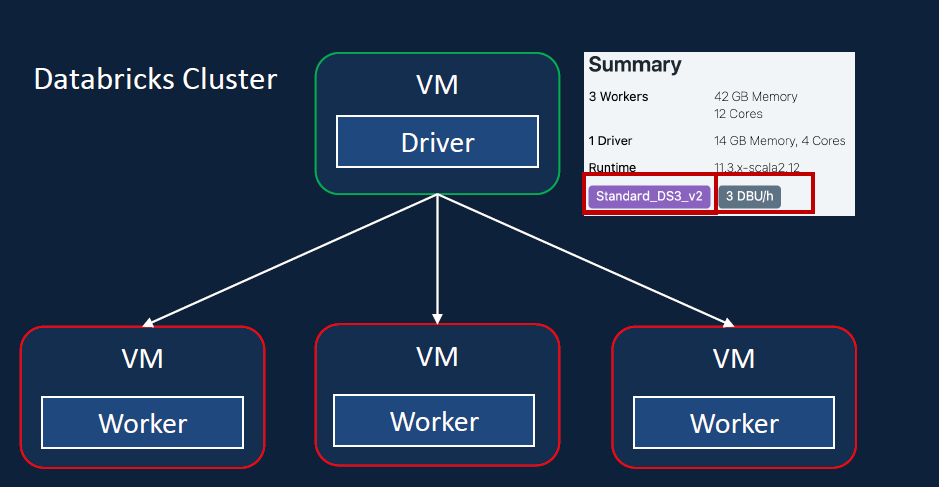 Databricks Cluster
VM
Driver
Summary
3 Workers 42 GB Memory
12 Cores
1 Driver 14 GB Memory, 4 Cores
Runtime 11.3.x-scala2.12
Standard_DS3_v2 3 DBU/h
VM
Worker
VM
Worker
VM
Worker